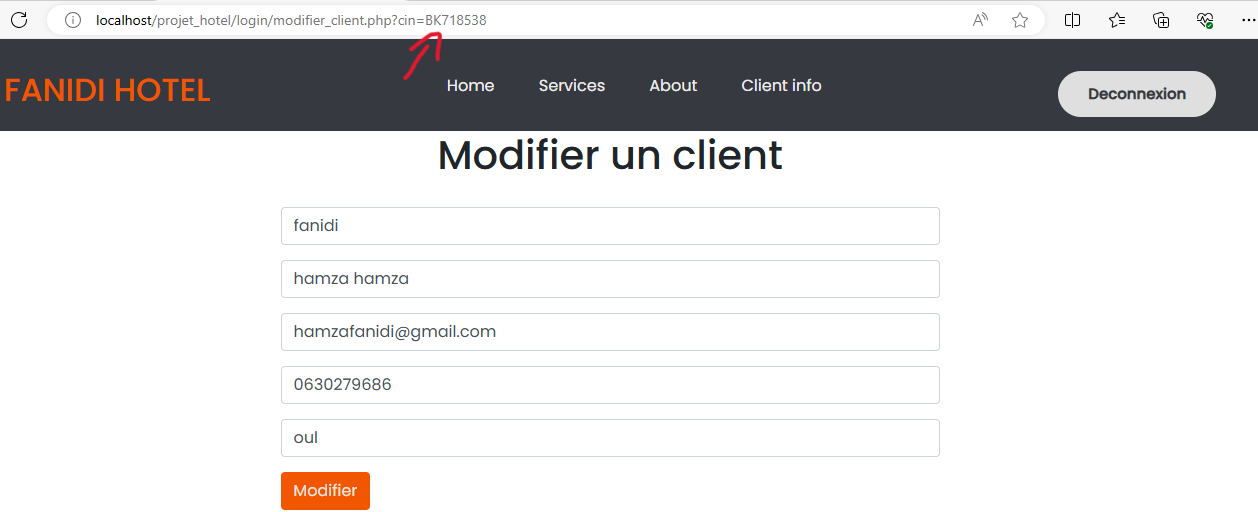 localhost/projet_hotel/login/modifier_client.php?cin=BK718538
FANIDI HOTEL
Home Services About Client info
Deconnexion
Modifier un client
fanidi
hamza hamza
hamzafanidi@gmail.com
0630279686
oul
Modifier